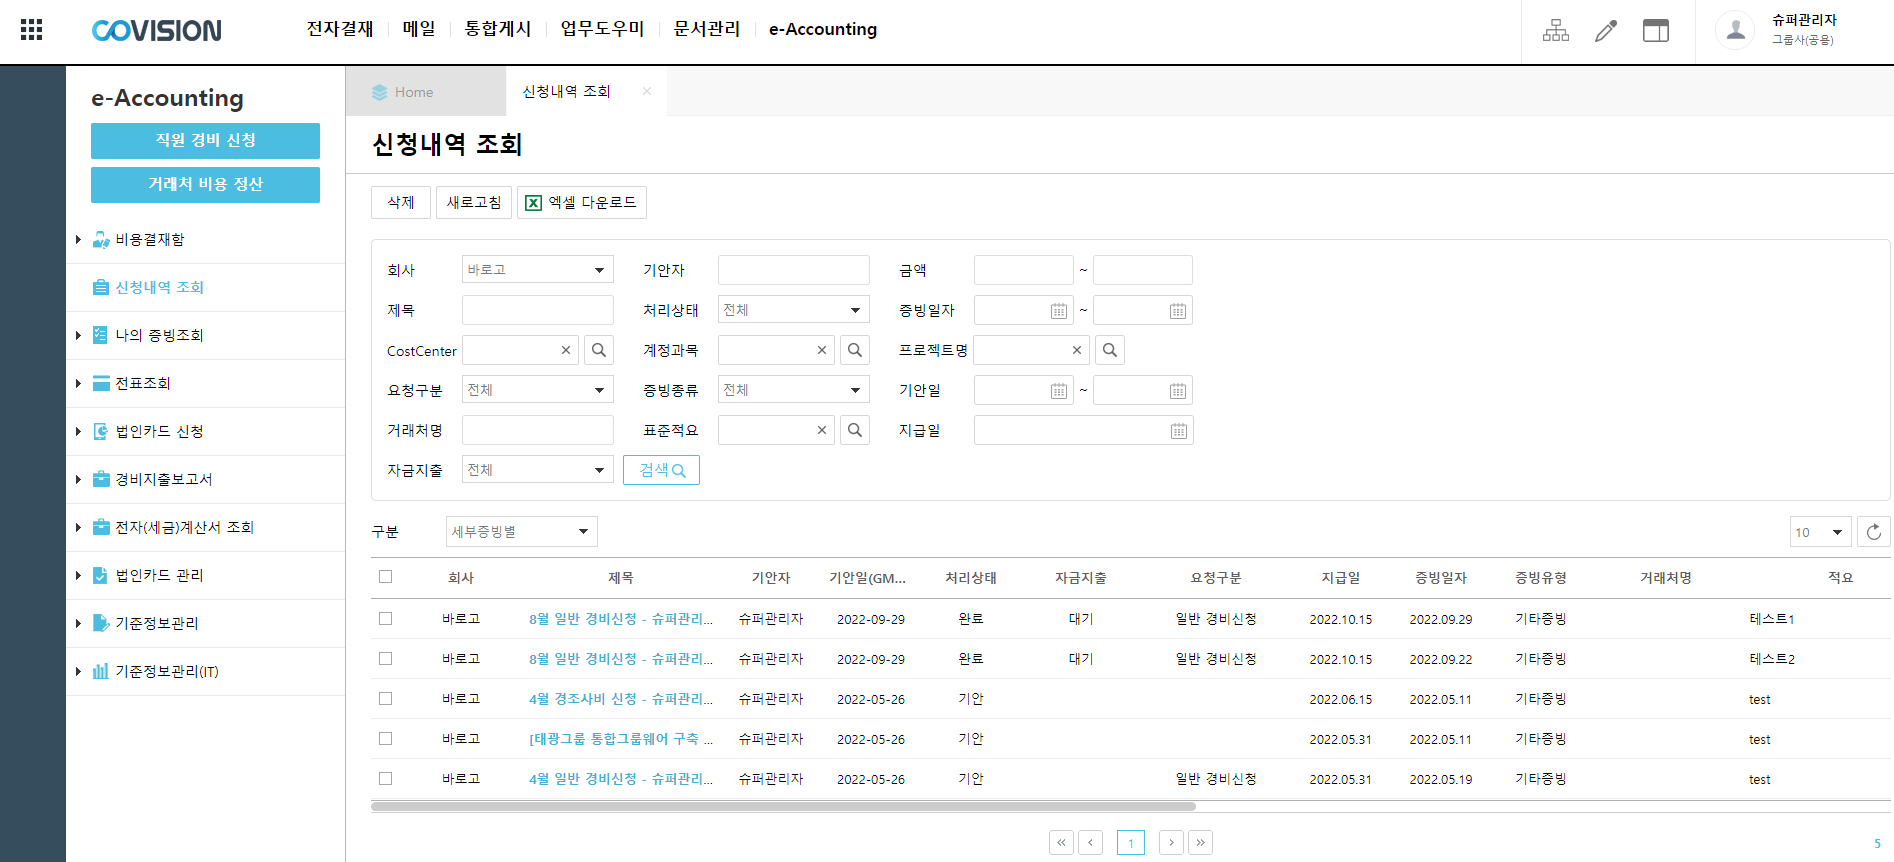 COVISION
전자결재 메일 통합게시 업무도우미 문서관리 e-Accounting
슈퍼관리자
그룹사(공용)
e-Accounting
직원 경비 신청
거래처 비용 정산
비용결재함
신청내역 조회
나의 증빙조회
전표조회
법인카드 신청
경비지출보고서
전자(세금)계산서 조회
법인카드 관리
기준정보관리
기준정보관리(IT)
Home 신청내역 조회 ×
신청내역 조회
삭제 새로고침 엑셀 다운로드
회사 바로고 기안자 금액 ~
제목 처리상태 전체 증빙일자 ~
CostCenter × 계정과목 × 프로젝트명 ×
요청구분 전체 증빙종류 전체 기안일 ~
거래처명 표준적요 × 지급일
자금지출 전체 검색
구분 세부증빙별 10
회사 제목 기안자 기안일(GM... 처리상태 자금지출 요청구분 지급일 증빙일자 증빙유형 거래처명 적요
바로고 8월 일반 경비신청 - 슈퍼관리... 슈퍼관리자 2022-09-29 완료 대기 일반 경비신청 2022.10.15 2022.09.29 기타증빙 테스트1
바로고 8월 일반 경비신청 - 슈퍼관리... 슈퍼관리자 2022-09-29 완료 대기 일반 경비신청 2022.10.15 2022.09.22 기타증빙 테스트2
바로고 4월 경조사비 신청 - 슈퍼관리... 슈퍼관리자 2022-05-26 기안 2022.06.15 2022.05.11 기타증빙 test
바로고 [태광그룹 통합그룹웨어 구축 ... 슈퍼관리자 2022-05-26 기안 2022.05.31 2022.05.11 기타증빙 test
바로고 4월 일반 경비신청 - 슈퍼관리... 슈퍼관리자 2022-05-26 기안 일반 경비신청 2022.05.31 2022.05.19 기타증빙 test
« ‹ 1 › » 5